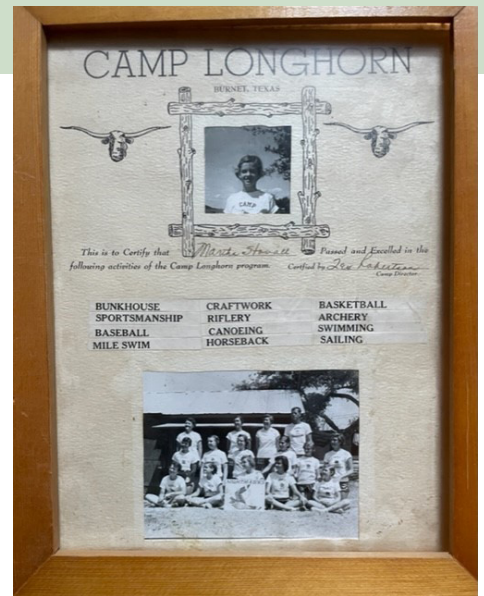 CAMP LONGHORN
BURNET, TEXAS
CAMP
This is to Certify that Martha Howell Passed and Excelled in the
following activities of the Camp Longhorn program. Certified by Tex Robertson
Camp Director
BUNKHOUSE CRAFTWORK BASKETBALL
SPORTSMANSHIP RIFLERY ARCHERY
BASEBALL CANOEING SWIMMING
MILE SWIM HORSEBACK SAILING